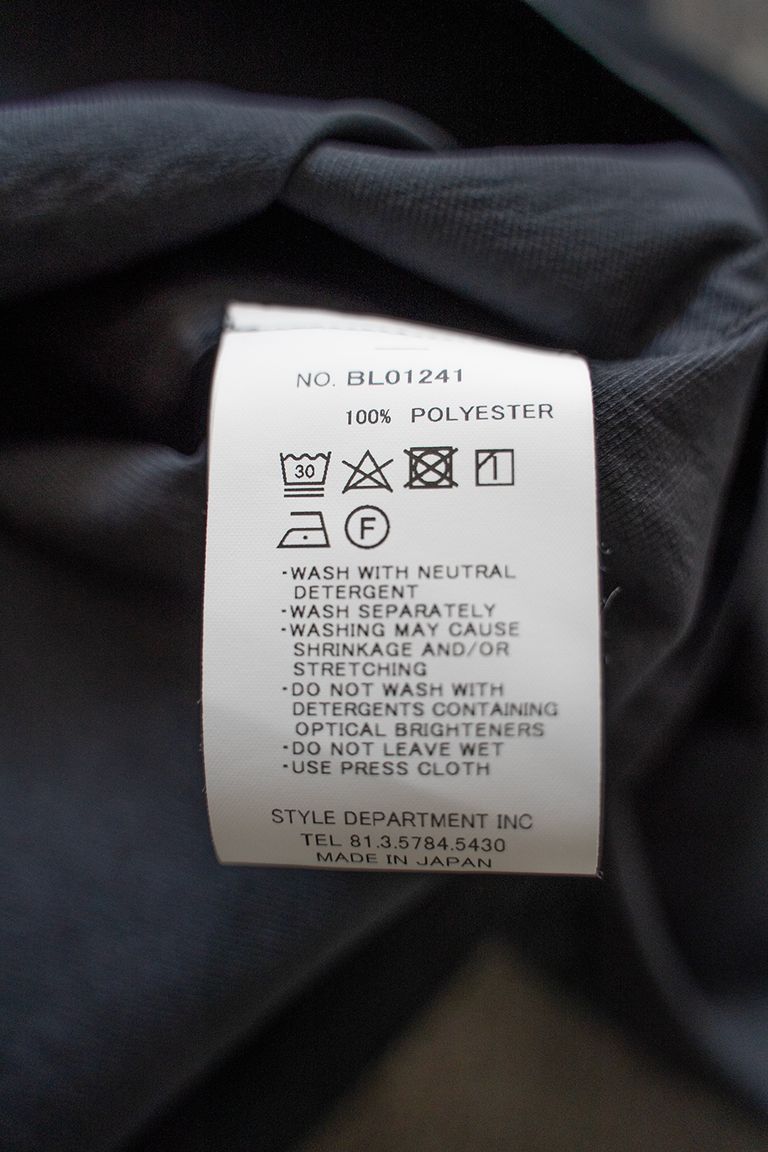 NO. BL01241
100% POLYESTER
30
F
·WASH WITH NEUTRAL
DETERGENT
·WASH SEPARATELY
·WASHING MAY CAUSE
SHRINKAGE AND/OR
STRETCHING
·DO NOT WASH WITH
DETERGENTS CONTAINING
OPTICAL BRIGHTENERS
·DO NOT LEAVE WET
·USE PRESS CLOTH
STYLE DEPARTMENT INC
TEL 81.3.5784.5430
MADE IN JAPAN